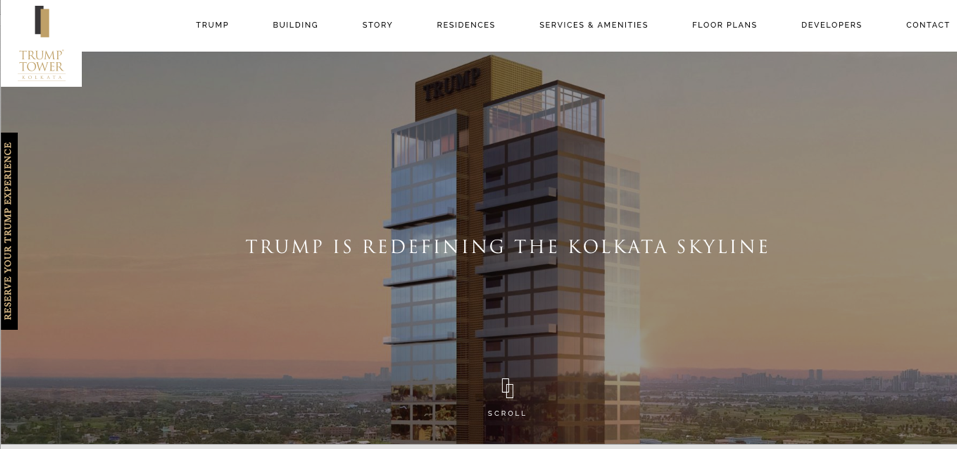 TRUMP BUILDING STORY RESIDENCES SERVICES & AMENITIES FLOOR PLANS DEVELOPERS CONTACT
TRUMP
TOWER
KOLKATA
TRUMP
RESERVE YOUR TRUMP EXPERIENCE
TRUMP IS REDEFINING THE KOLKATA SKYLINE
SCROLL